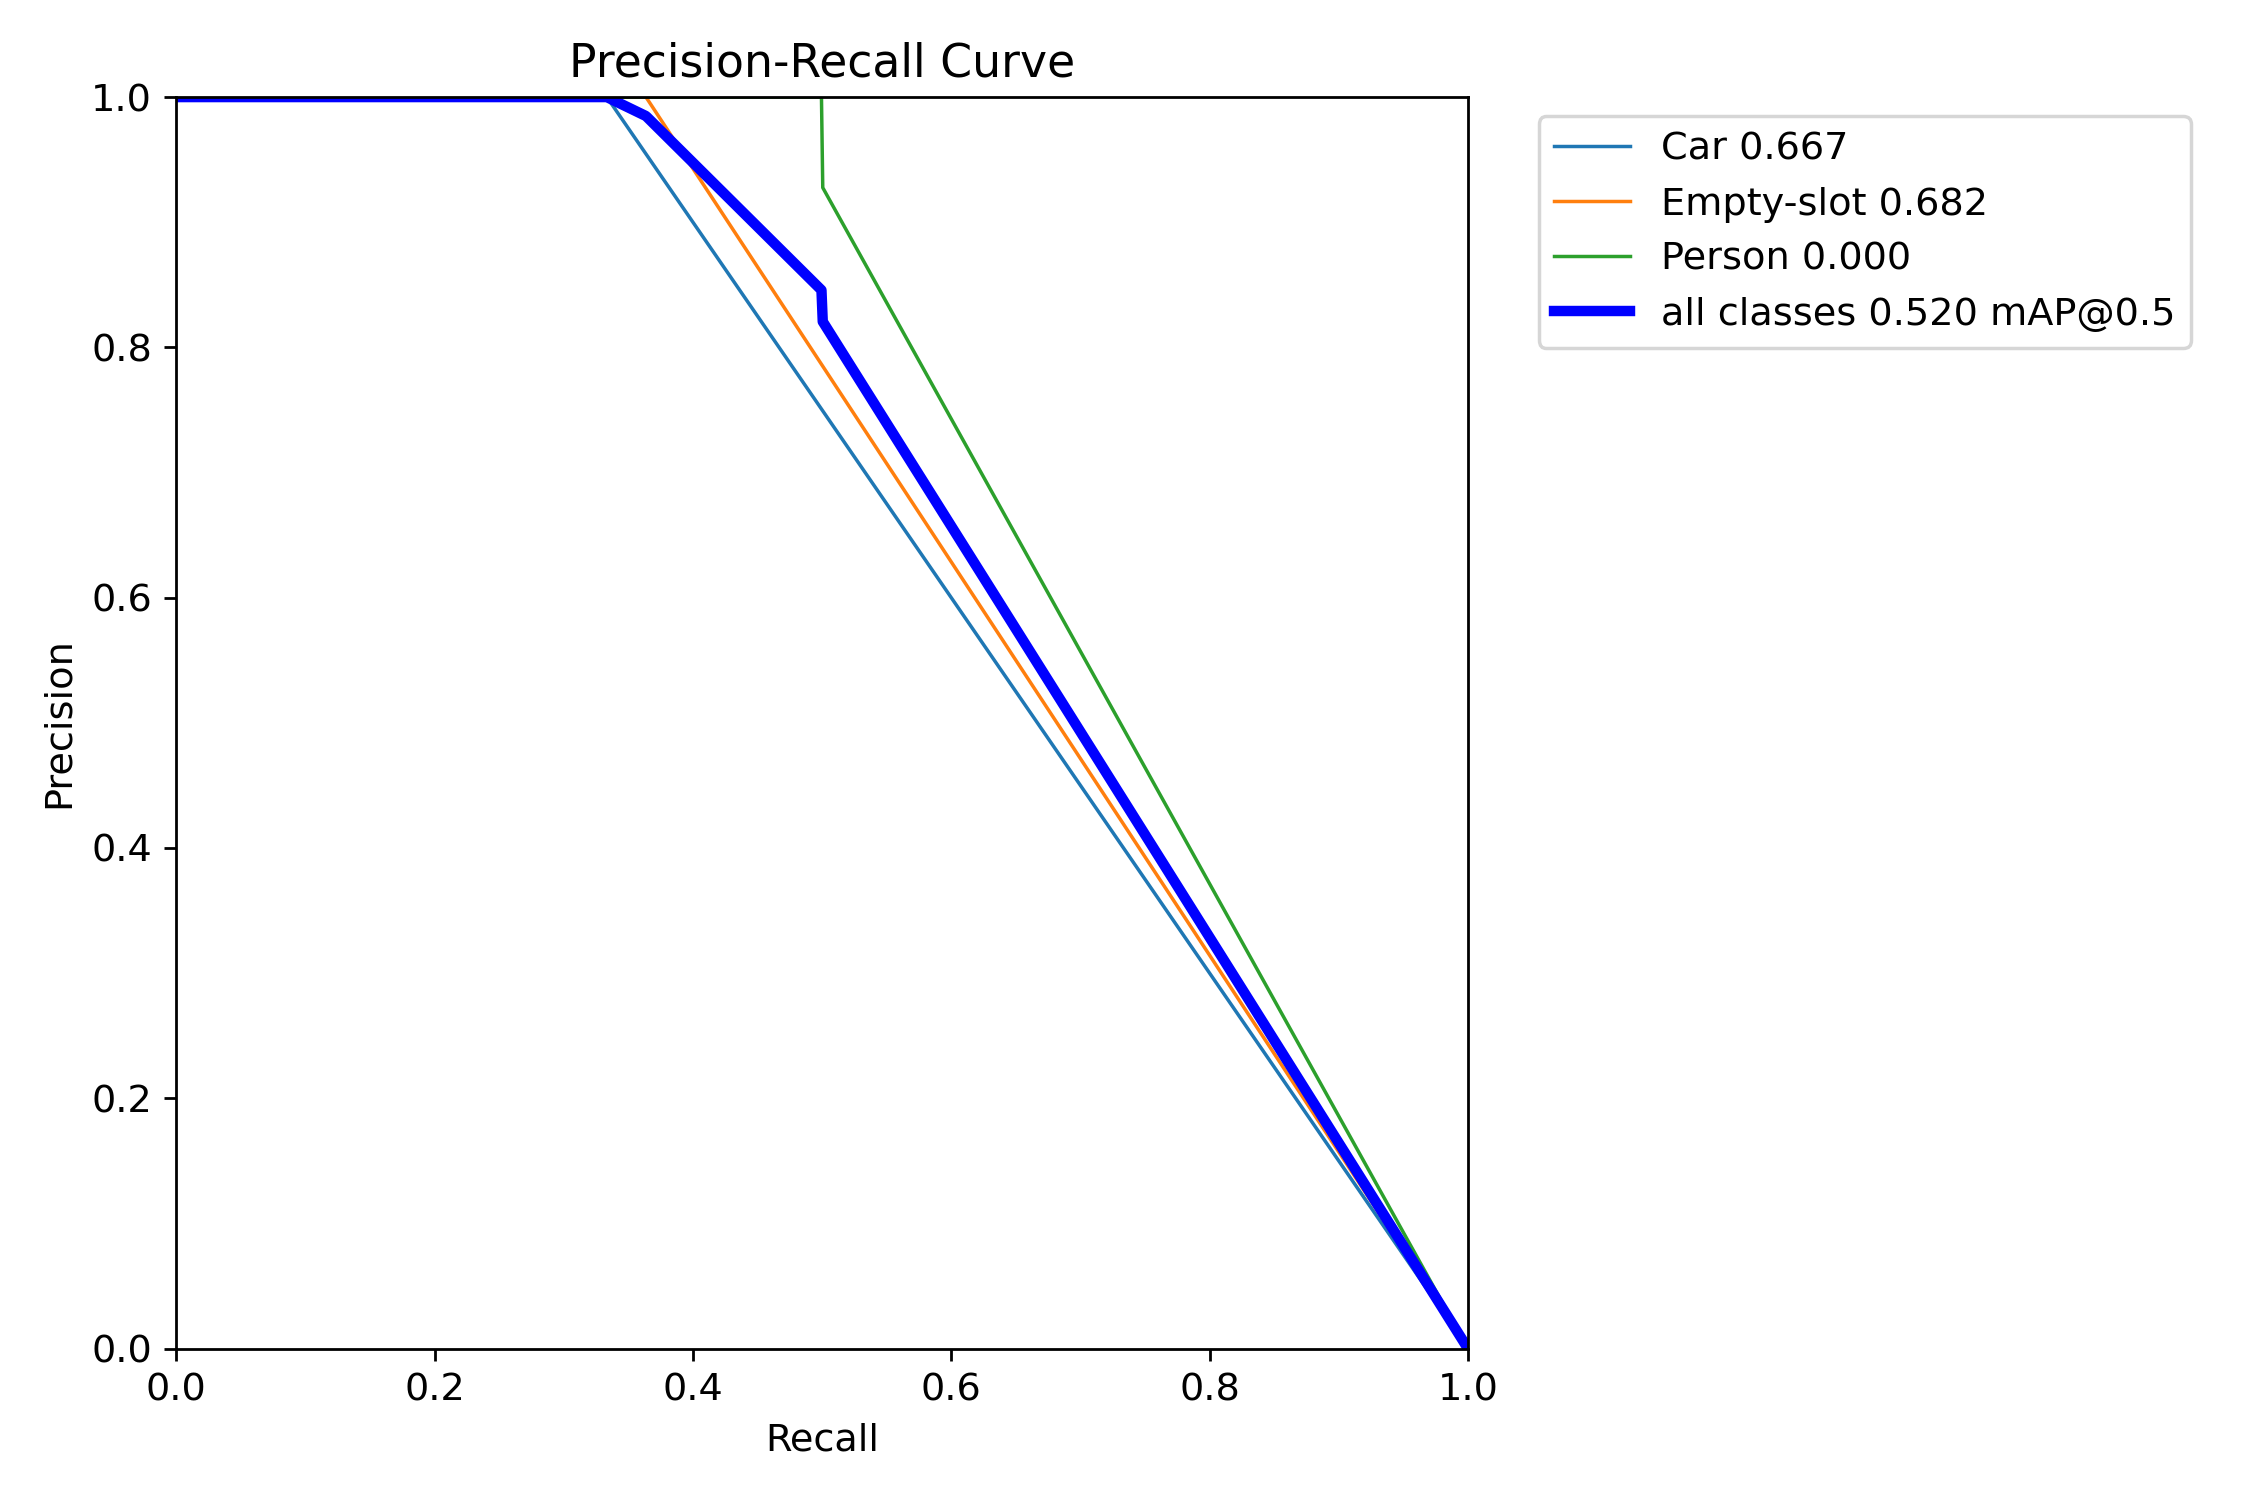 Precision-Recall Curve
1.0
0.8
0.6
0.4
0.2
0.0
Precision
0.0 0.2 0.4 0.6 0.8 1.0
Recall
Car 0.667
Empty-slot 0.682
Person 0.000
all classes 0.520 mAP@0.5